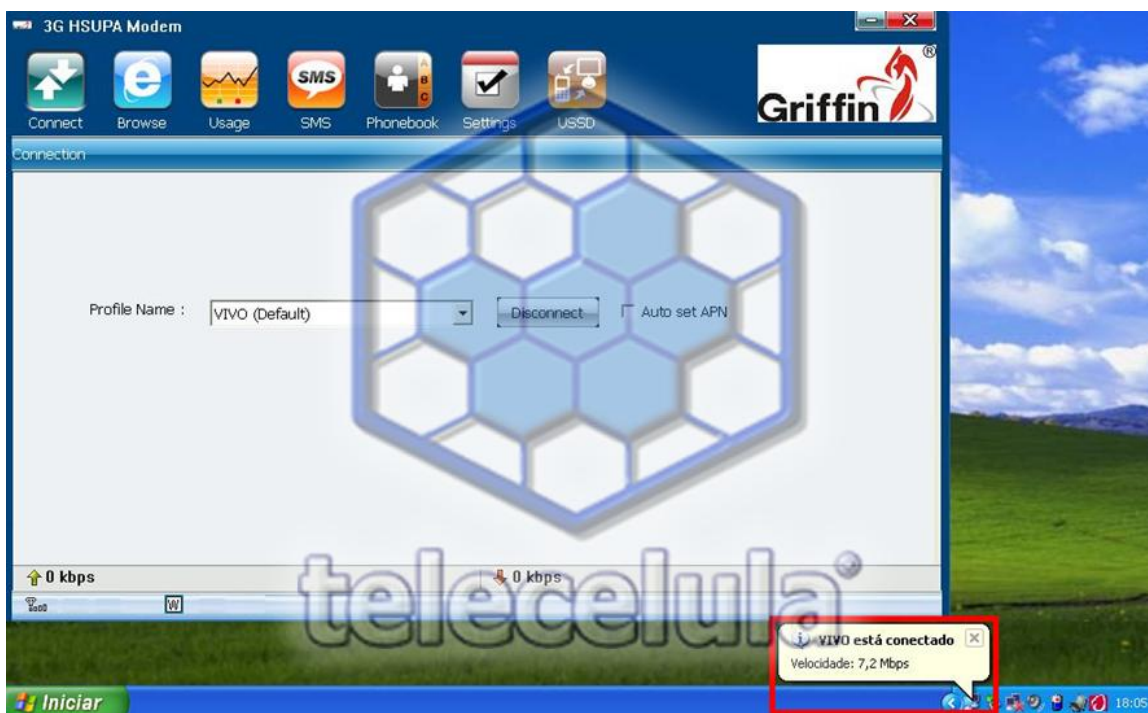 3G HSUPA Modem
Connect Browse Usage SMS Phonebook Settings USSD
SMS
A
B
C
Griffin®
Connection
Profile Name : VIVO (Default) Disconnect Auto set APN
0 kbps 0 kbps
W
telecelula
VIVO está conectado
Velocidade: 7,2 Mbps
Iniciar 18:05